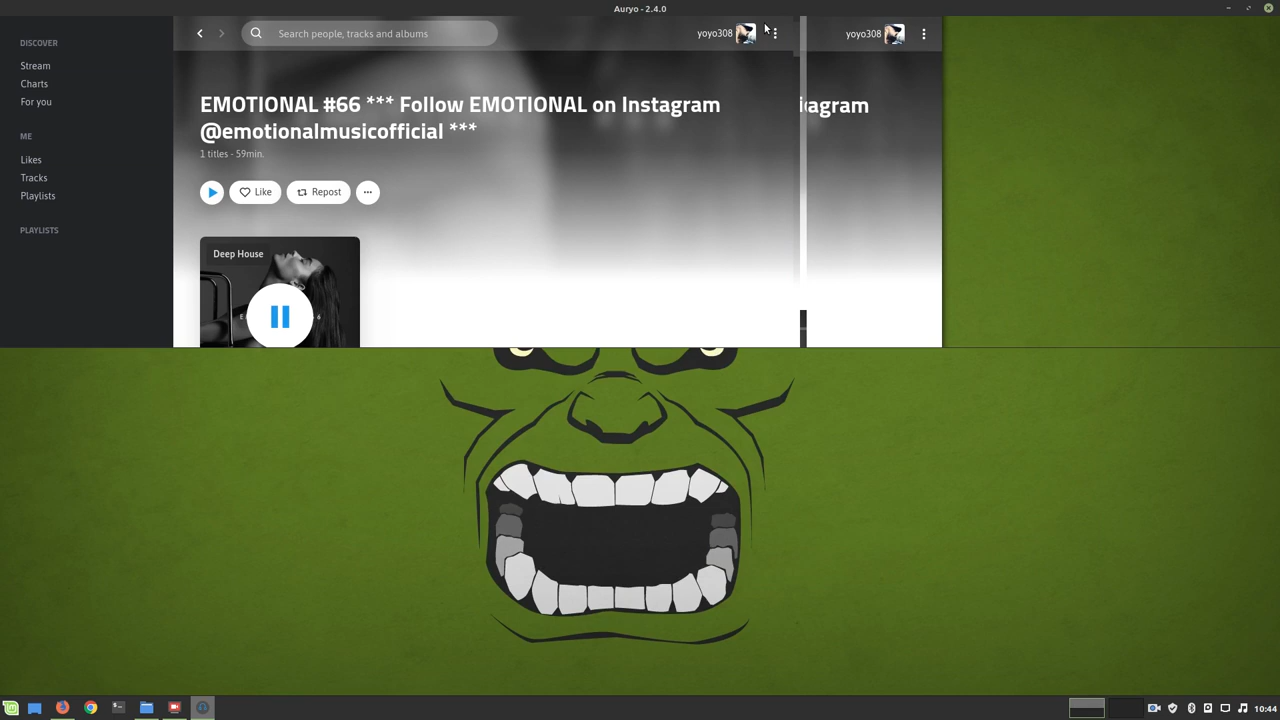 Auryo - 2.4.0
DISCOVER
Stream
Charts
For you
ME
Likes
Tracks
Playlists
PLAYLISTS
Search people, tracks and albums
yoyo308
yoyo308
EMOTIONAL #66 *** Follow EMOTIONAL on Instagram
@emotionalmusicofficial ***
agram
1 titles - 59min.
Like
Repost
Deep House
10:44